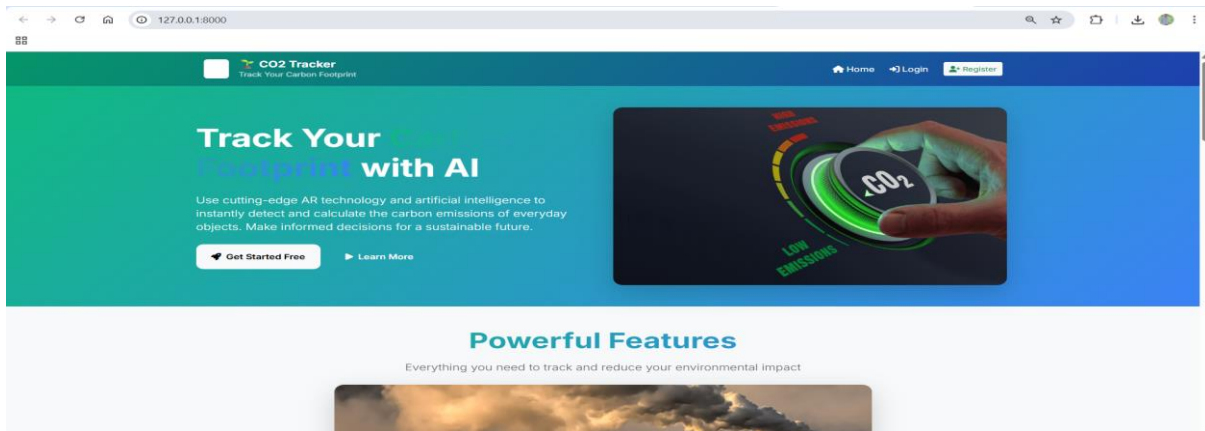 127.0.0.1:8000
CO2 Tracker
Track Your Carbon Footprint
Home Login Register
Track Your
Footprint with AI
Use cutting-edge AR technology and artificial intelligence to
instantly detect and calculate the carbon emissions of everyday
objects. Make informed decisions for a sustainable future.
Get Started Free Learn More
HIGH
EMISSIONS
CO2
LOW
EMISSIONS
Powerful Features
Everything you need to track and reduce your environmental impact